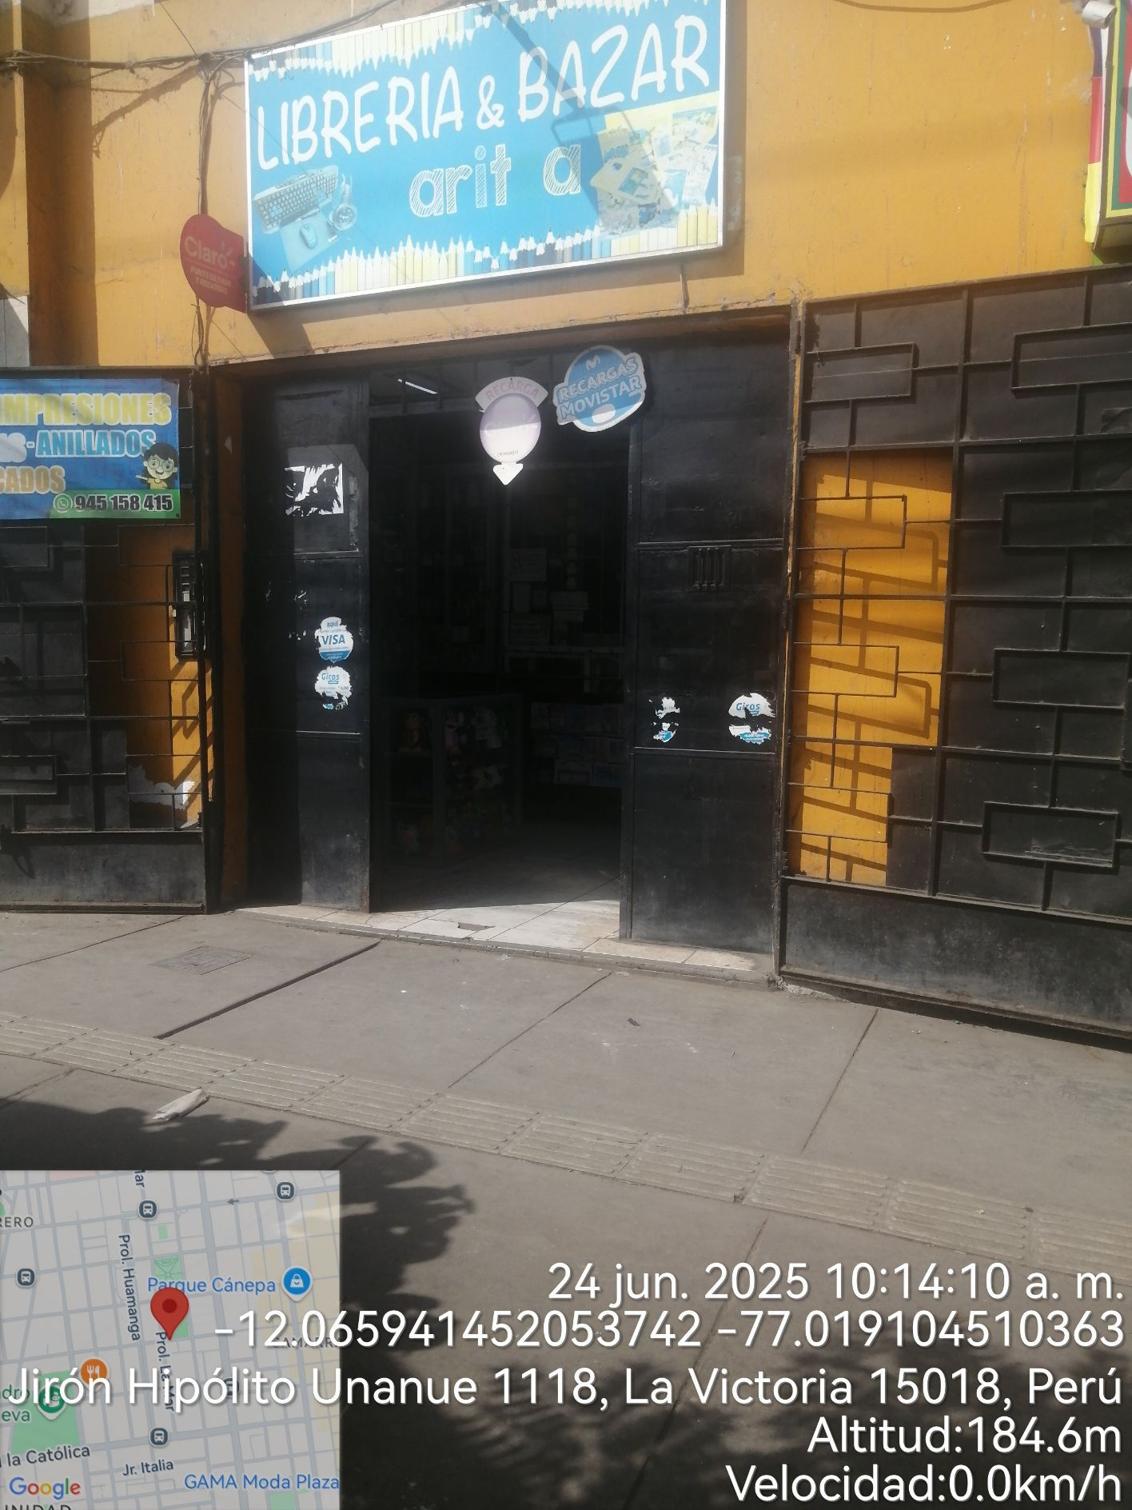 LIBRERIA & BAZAR
arit a
Claro
IMPRESIONES
-ANILLADOS
CADOS
945 158 415
RECARGA
RECARGAS
MOVISTAR
VISA
Giros
Giros
24 jun. 2025 10:14:10 a. m.
-12.065941452053742 -77.019104510363
Jirón Hipólito Unanue 1118, La Victoria 15018, Perú
Altitud:184.6m
Velocidad:0.0km/h
Prol. Huamanga
Parque Cánepa
la Católica
Jr. Italia
GAMA Moda Plaza
Google